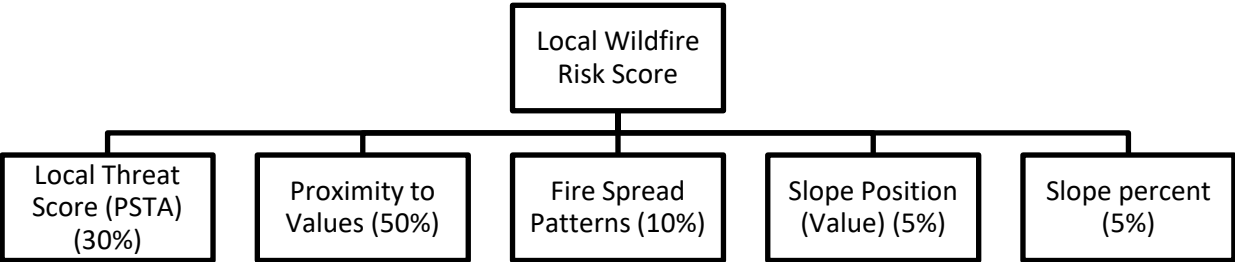 Local Wildfire
Risk Score
Local Threat
Score (PSTA)
(30%)
Proximity to
Values (50%)
Fire Spread
Patterns (10%)
Slope Position
(Value) (5%)
Slope percent
(5%)